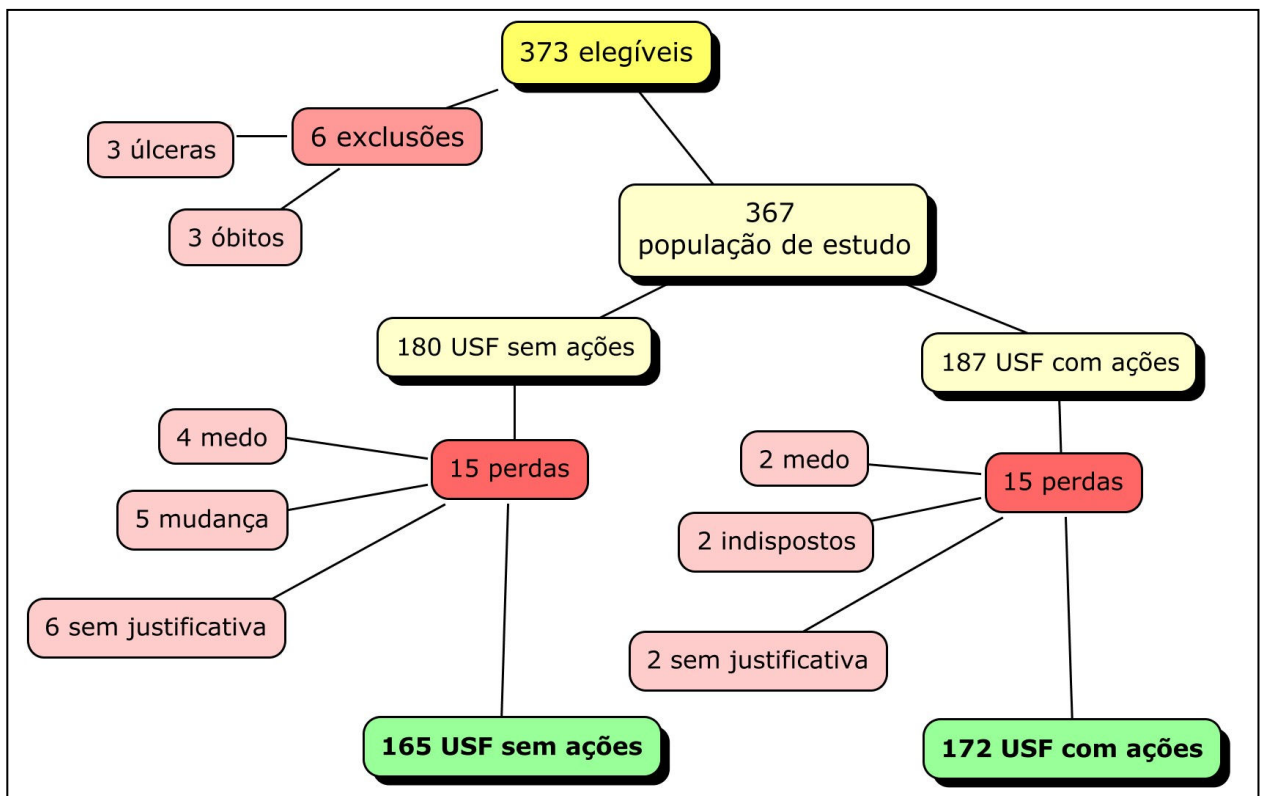 373 elegíveis
6 exclusões
3 úlceras
3 óbitos
367
população de estudo
180 USF sem ações
187 USF com ações
4 medo
15 perdas
5 mudança
6 sem justificativa
2 medo
15 perdas
2 indispostos
2 sem justificativa
165 USF sem ações
172 USF com ações